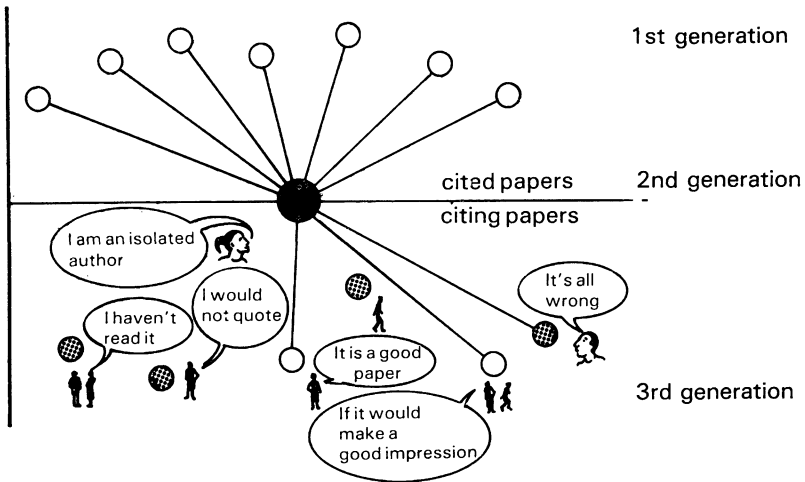 1st generation
cited papers
2nd generation
citing papers
I am an isolated
author
I would
not quote
I haven't
read it
It's all
wrong
It is a good
paper
If it would
make a
good impression
3rd generation